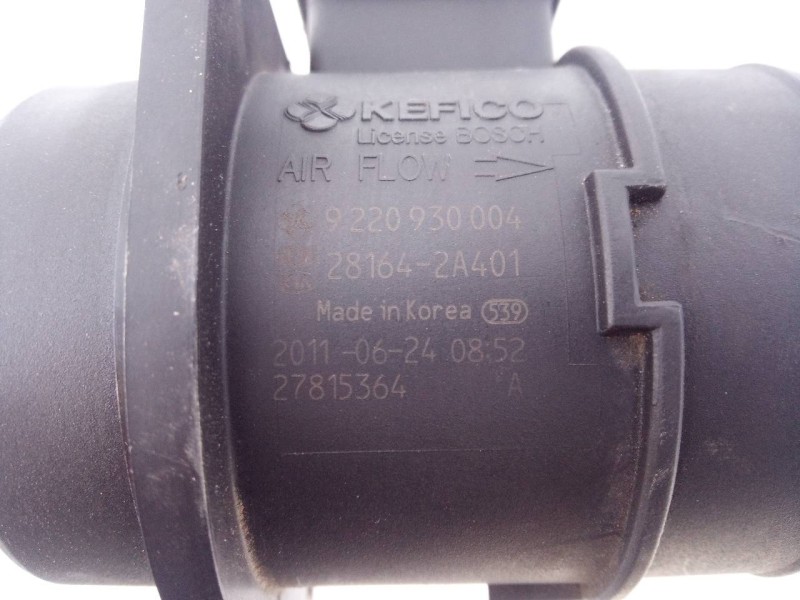 KEFICO
License BOSCH
AIR FLOW
9 220 930 004
28164-2A401
Made in Korea 539
2011-06-24 08:52
27815364 A